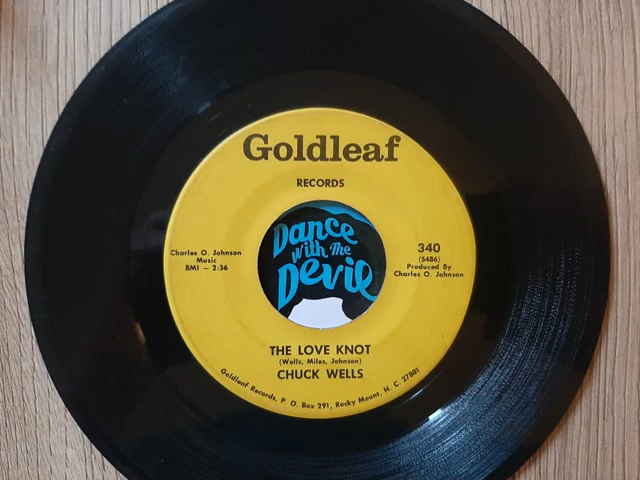 Goldleaf
RECORDS
Charles O. Johnson
Music
BMI — 2:36
Dance
with The
Devil
340
(5486)
Produced By
Charles O. Johnson
THE LOVE KNOT
(Wells, Miles, Johnson)
CHUCK WELLS
Goldleaf Records, P. O. Box 291, Rocky Mount, N. C. 27801